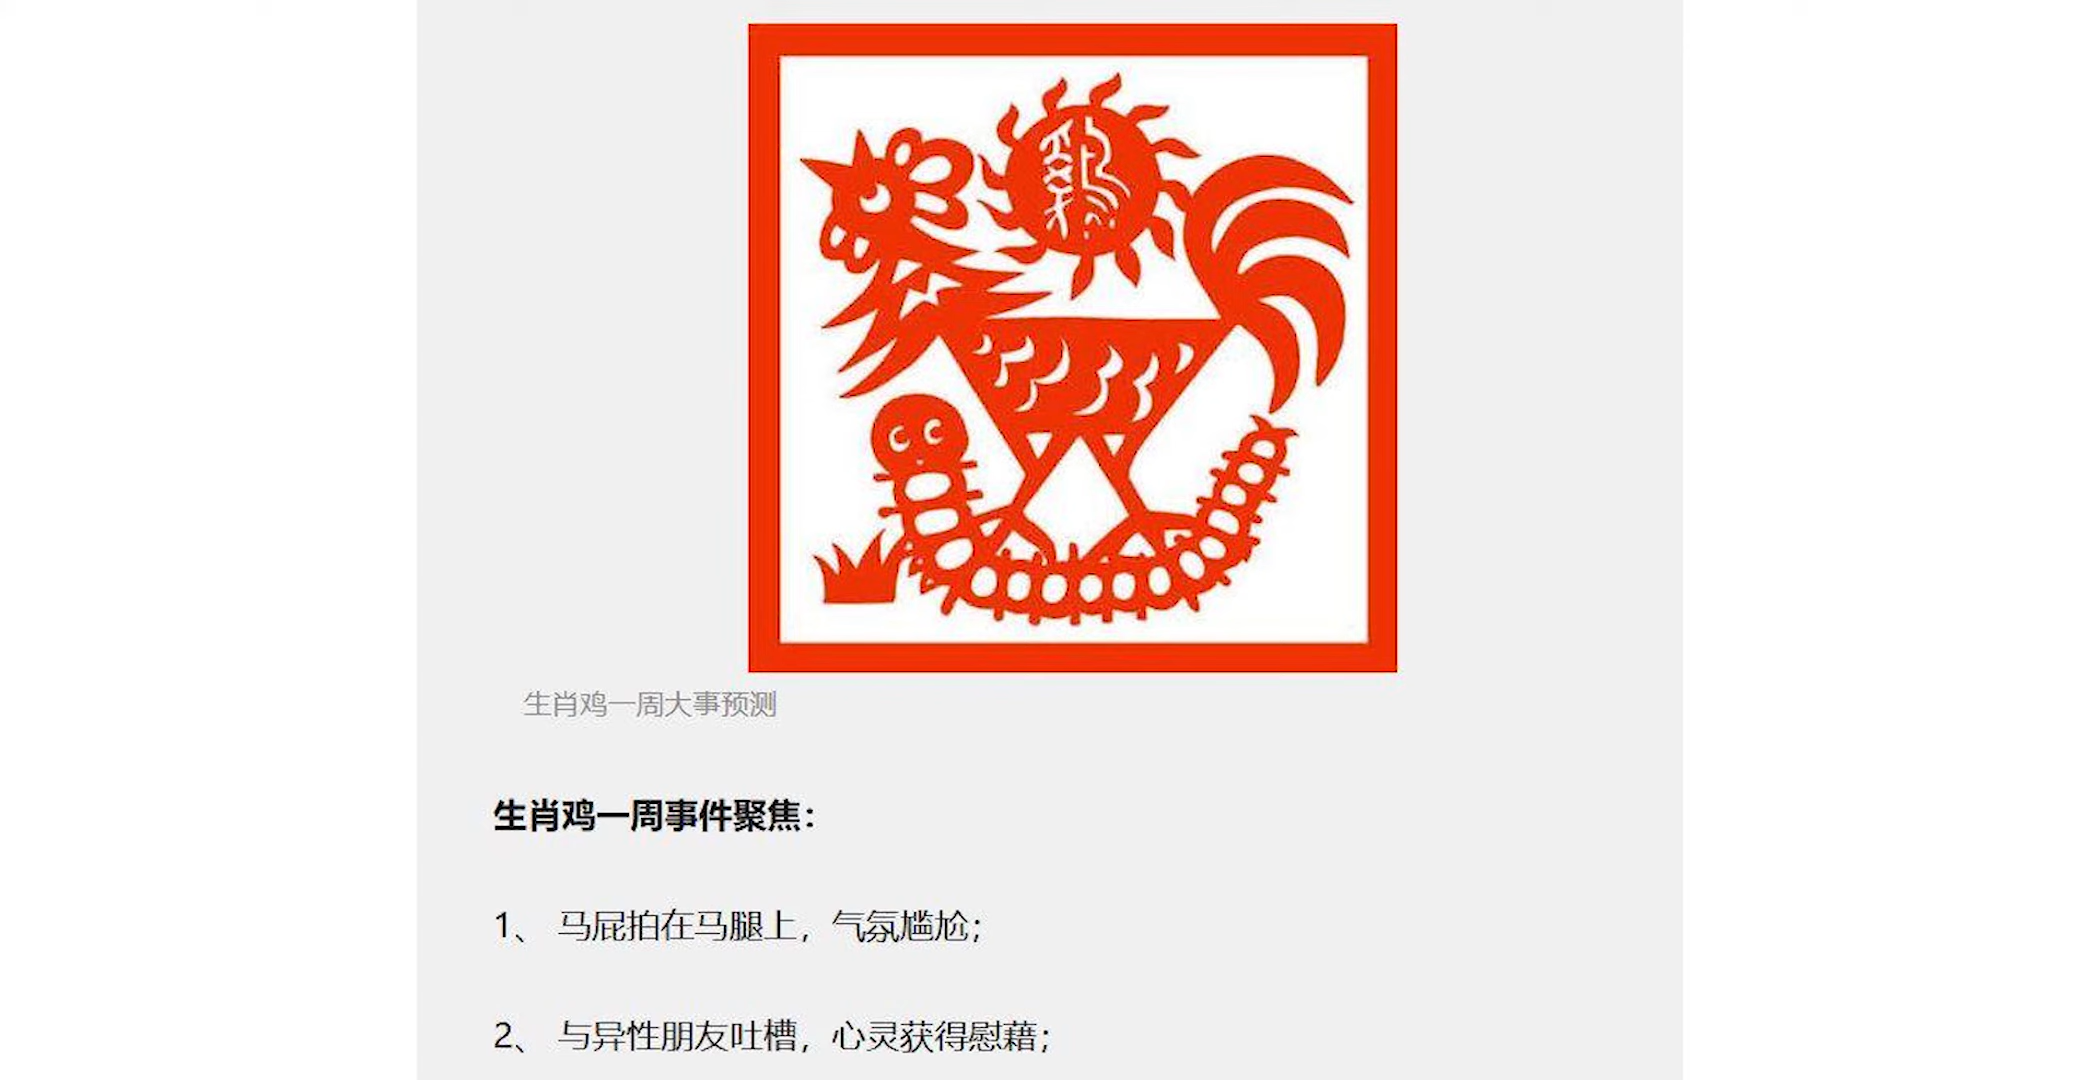 鷄
生肖鸡一周大事预测
生肖鸡一周事件聚焦：
1、 马屁拍在马腿上，气氛尴尬；
2、 与异性朋友吐槽，心灵获得慰藉；